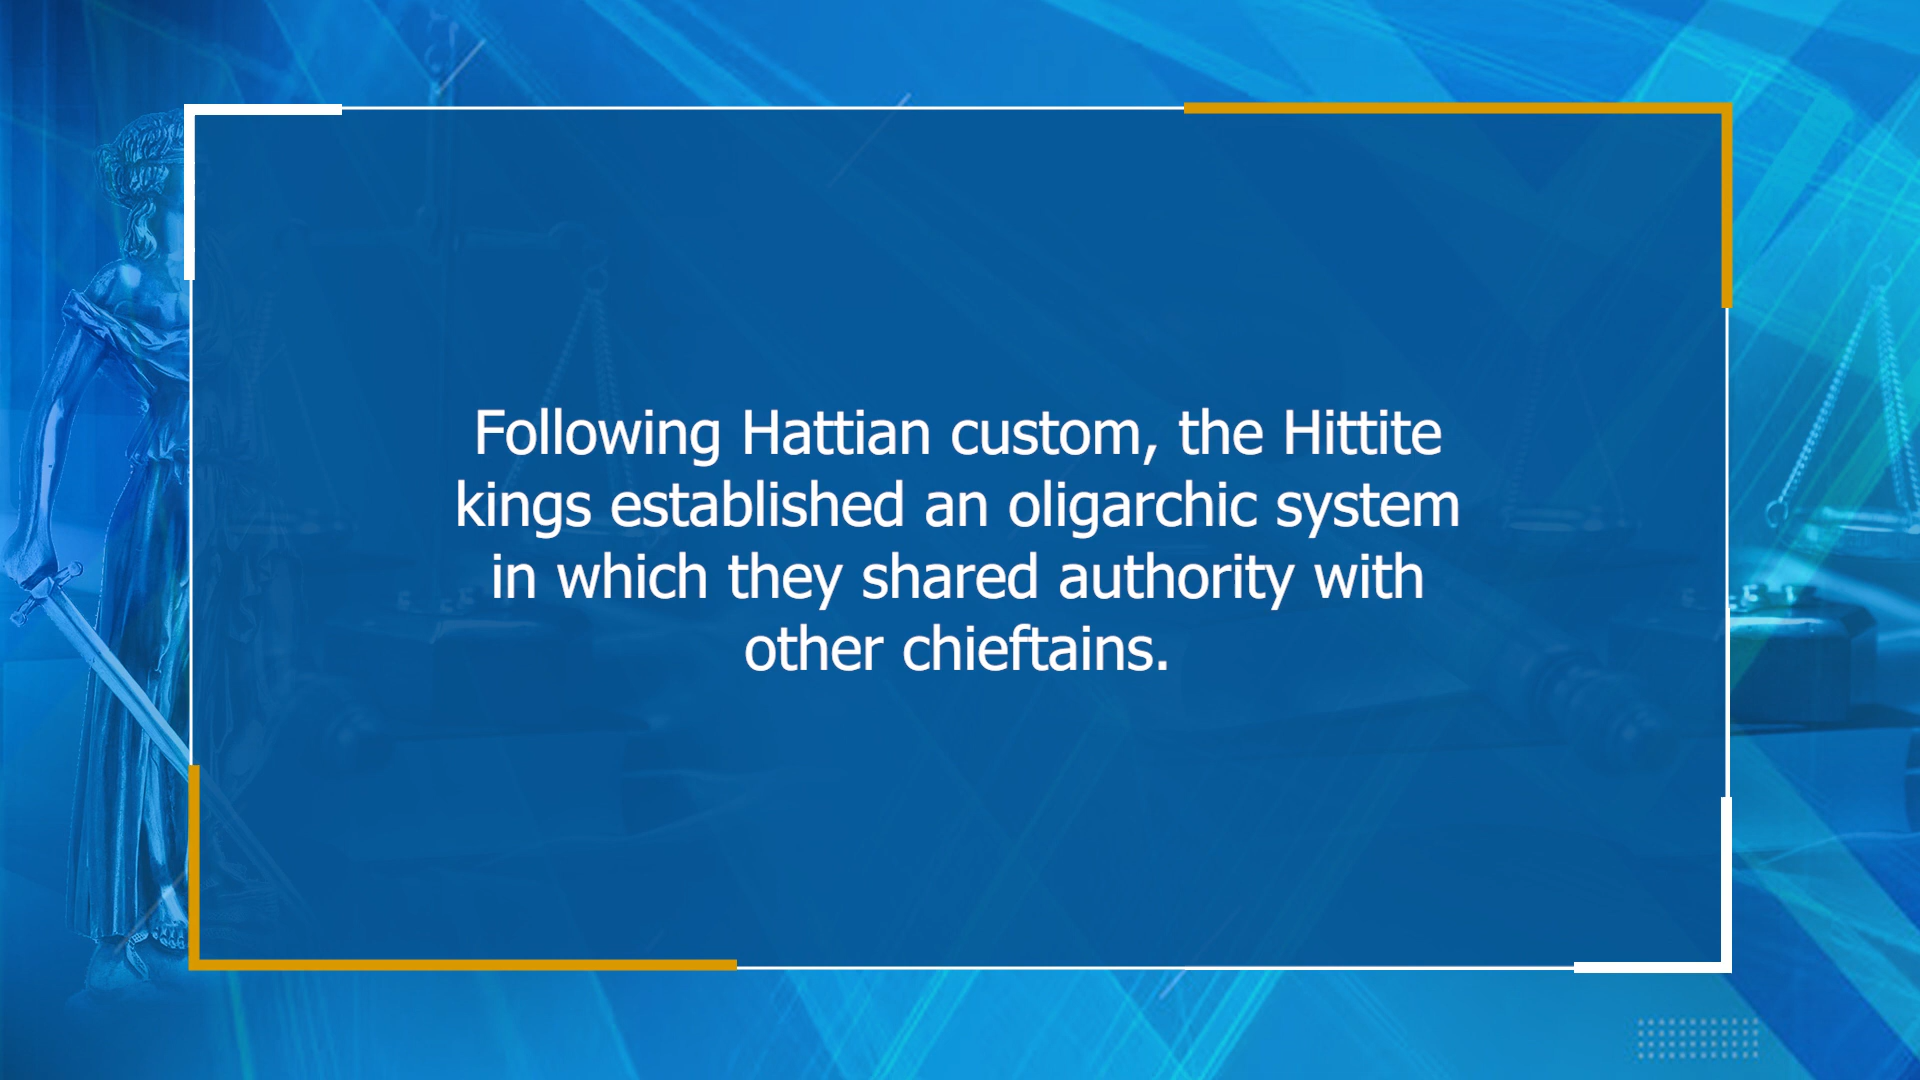 Following Hattian custom, the Hittite
kings established an oligarchic system
in which they shared authority with
other chieftains.